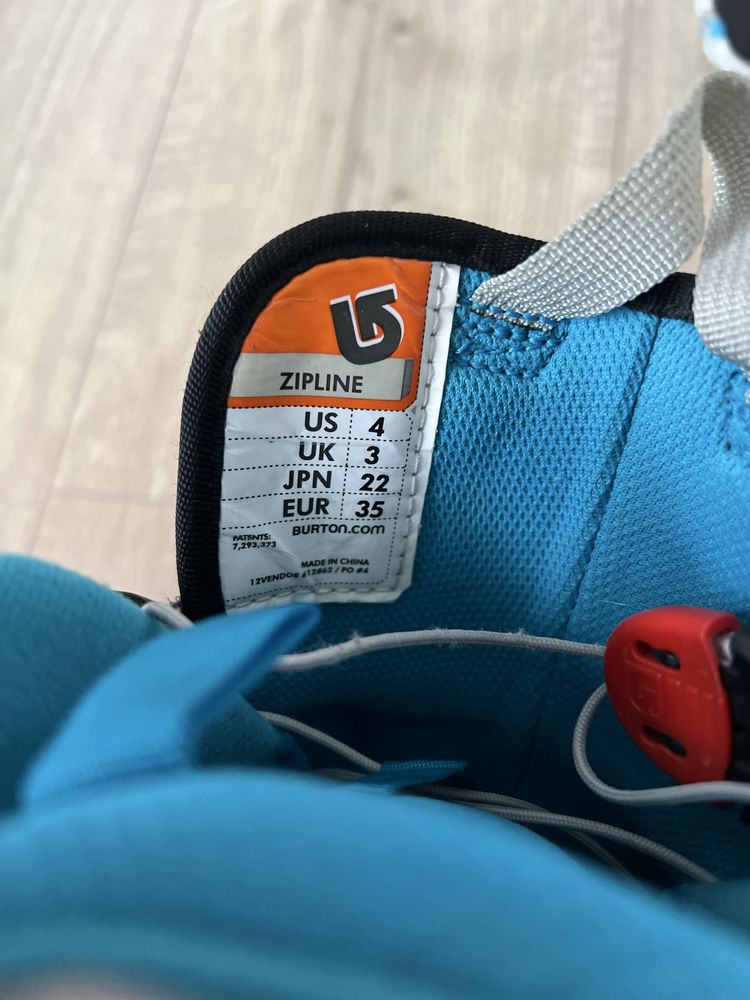 ZIPLINE
US 4
UK 3
JPN 22
EUR 35
BURTON.COM
PATENTS:
7,293,373
MADE IN CHINA
12VENDOR 612862 / PO #4